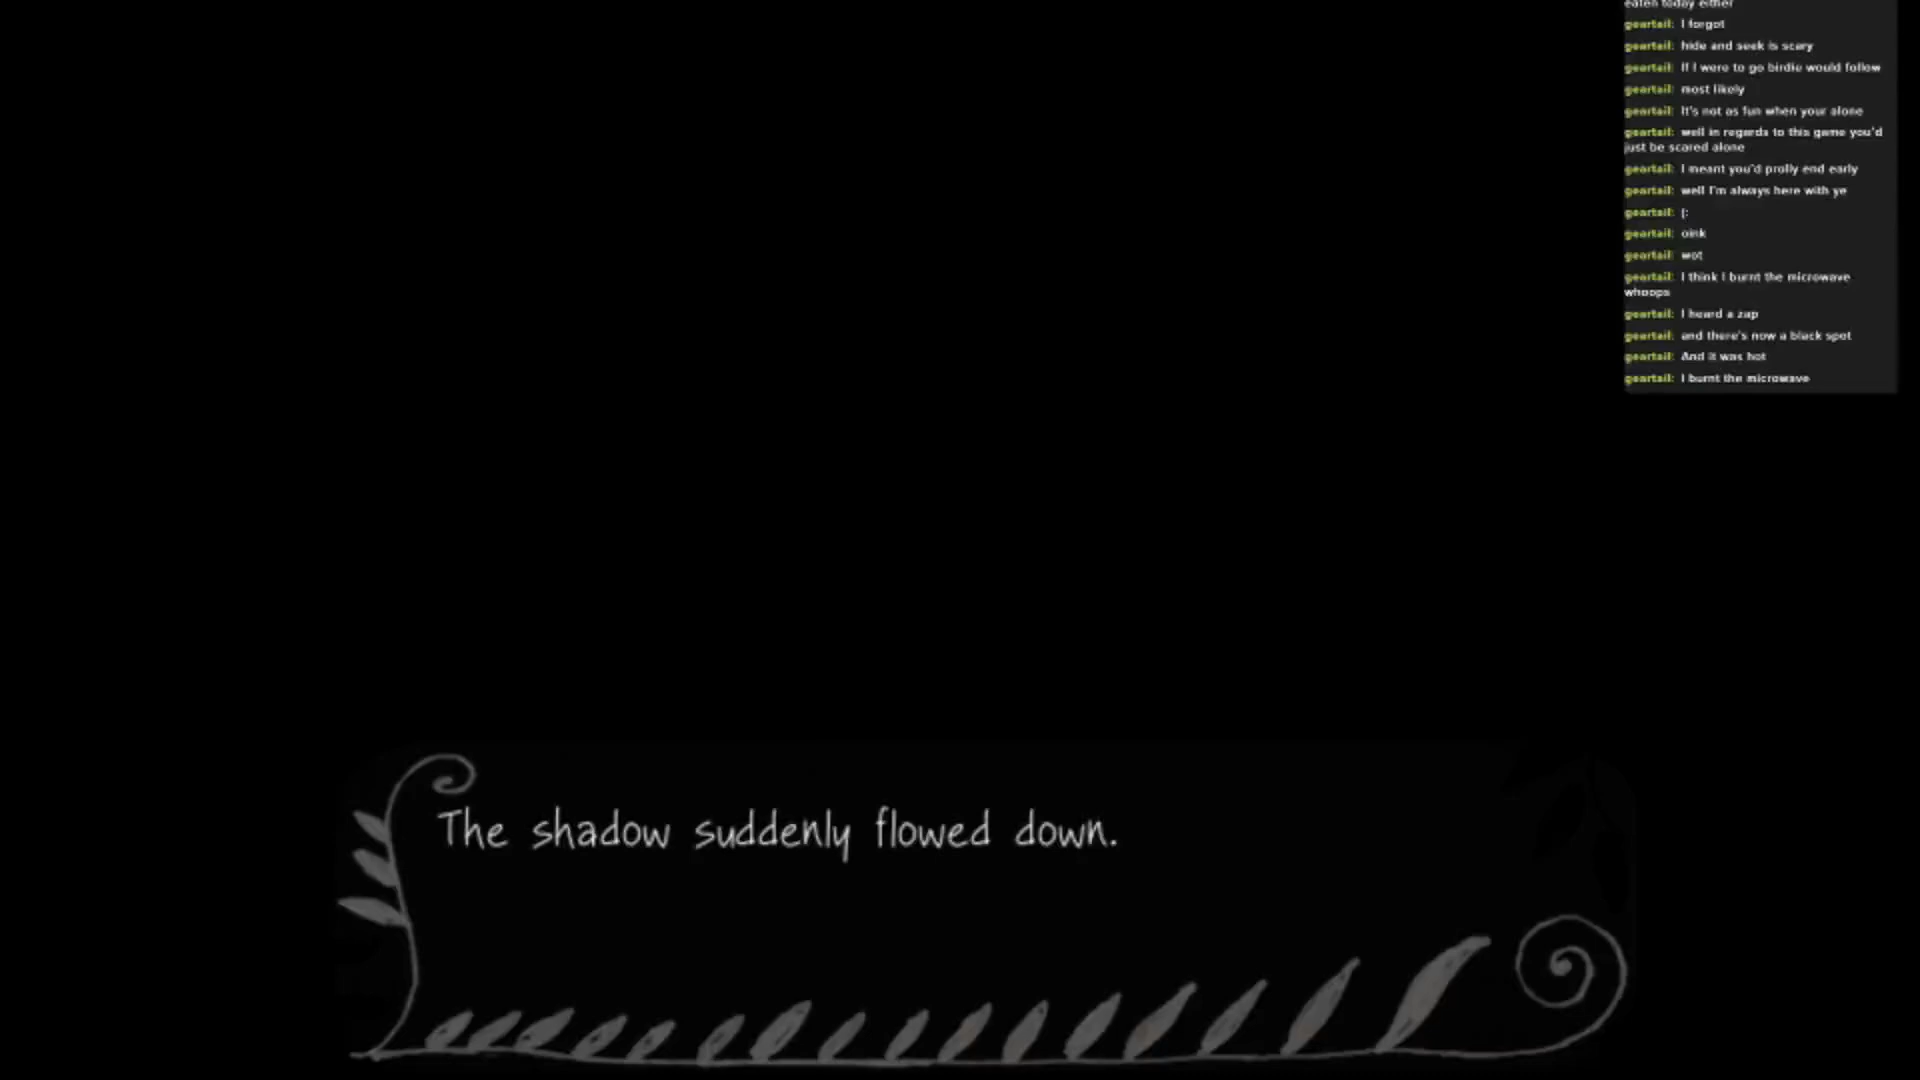 eaten today either
geartail: I forgot
geartail: hide and seek is scary
geartail: If I were to go birdie would follow
geartail: most likely
geartail: It's not as fun when your alone
geartail: well in regards to this game you'd
just be scared alone
geartail: I meant you'd prolly end early
geartail: well I'm always here with ye
geartail: (:
geartail: oink
geartail: wot
geartail: I think I burnt the microwave
whoops
geartail: I heard a zap
geartail: and there's now a black spot
geartail: And it was hot
geartail: I burnt the microwave
The shadow suddenly flowed down.